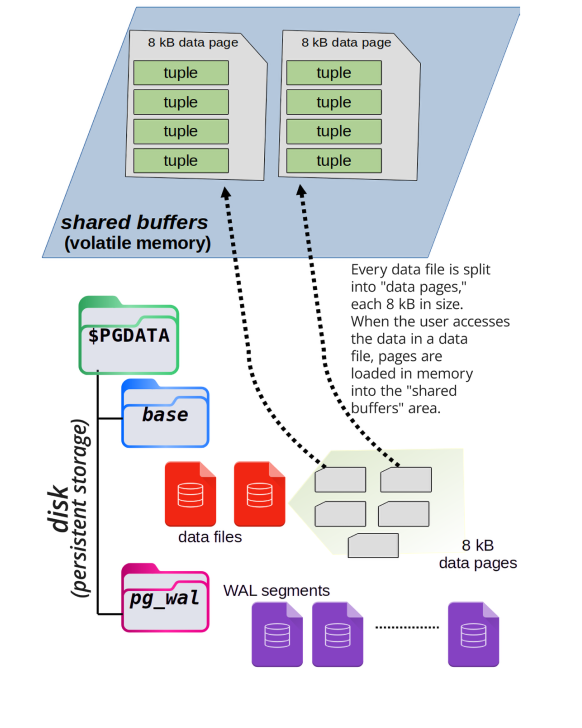 8 kB data page
8 kB data page
tuple
tuple
tuple
tuple
tuple
tuple
tuple
tuple
shared buffers
(volatile memory)
Every data file is split
into "data pages,"
each 8 kB in size.
When the user accesses
the data in a data
file, pages are
loaded in memory
into the "shared
buffers" area.
$PGDATA
base
disk
(persistent storage)
data files
8 kB
data pages
pg_wal
WAL segments